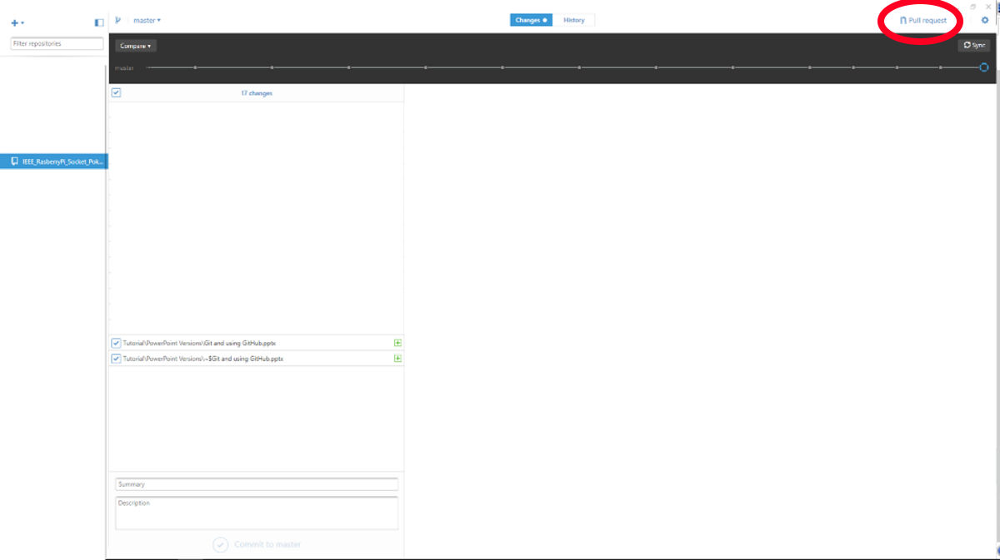 master
Changes
History
Pull request
Filter repositories
Compare
Sync
master
17 changes
IEEE_RasberryPi_Socket_Pok...
Tutorial\PowerPoint Versions\Git and using GitHub.pptx
Tutorial\PowerPoint Versions\~$Git and using GitHub.pptx
Summary
Description
Commit to master